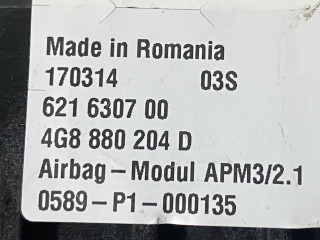 Made in Romania
170314 03S
621 6307 00
4G8 880 204 D
Airbag-Modul APM3/2.1
0589-P1-000135